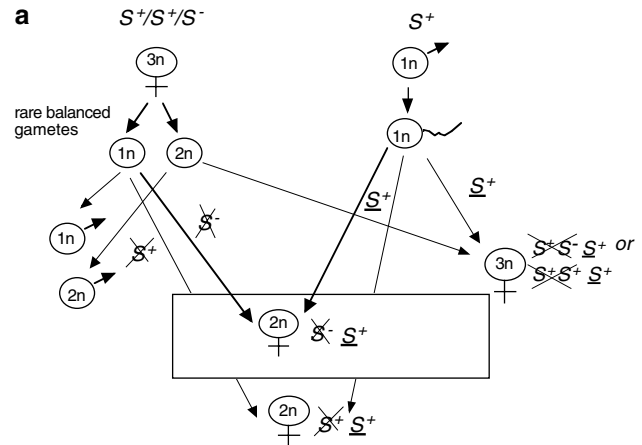 a
S⁺/S⁺/S⁻
S⁺
3n
1n
rare balanced
gametes
1n
2n
1n
S⁺
S⁺
S⁻
1n
S⁺
2n
3n
S⁺S⁻ S⁺ or
S⁺S⁺ S⁺
2n
S⁻ S⁺
2n
S⁺ S⁺